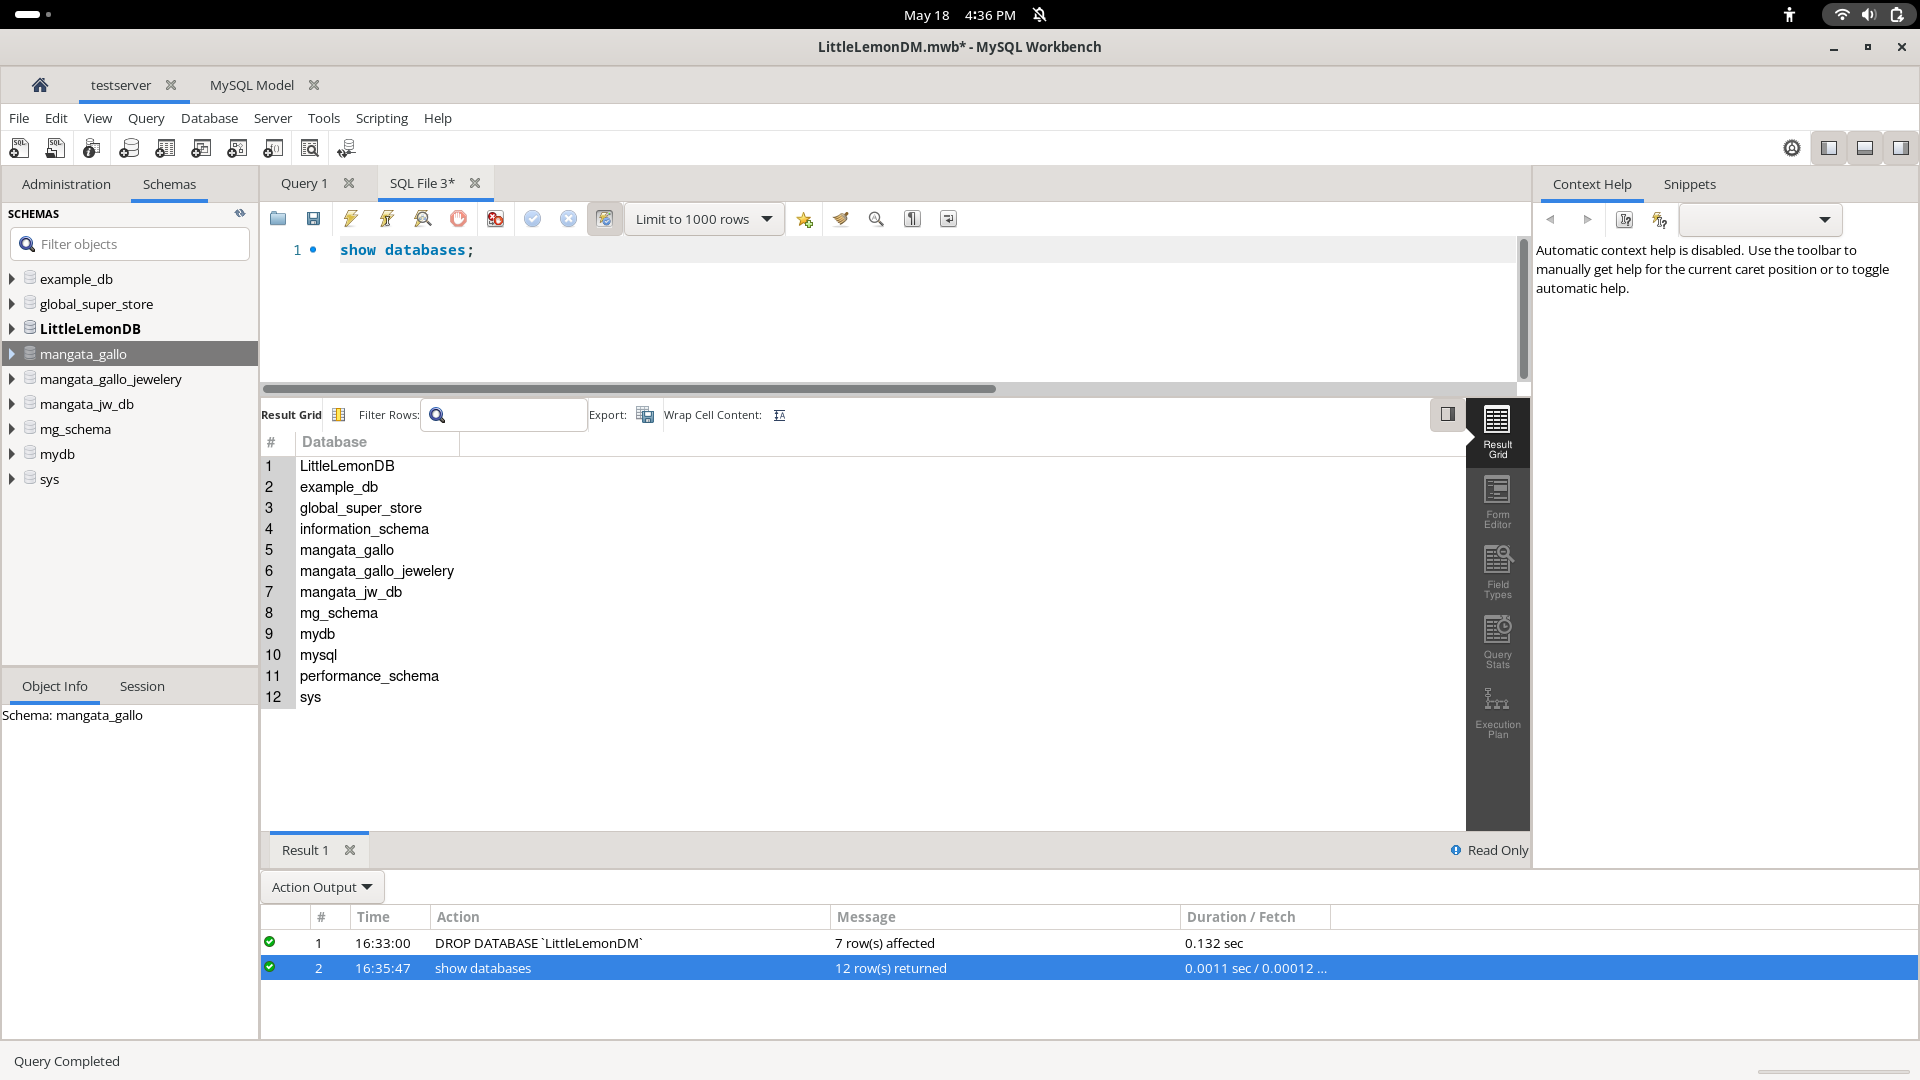 May 18 4:36 PM
LittleLemonDM.mwb* - MySQL Workbench
testserver MySQL Model
File Edit View Query Database Server Tools Scripting Help
Administration Schemas
Query 1 SQL File 3*
Context Help Snippets
SCHEMAS
Filter objects
example_db
global_super_store
LittleLemonDB
mangata_gallo
mangata_gallo_jewelery
mangata_jw_db
mg_schema
mydb
sys
Limit to 1000 rows
1 show databases;
Automatic context help is disabled. Use the toolbar to
manually get help for the current caret position or to toggle
automatic help.
Result Grid Filter Rows: Export: Wrap Cell Content:
# Database
1 LittleLemonDB
2 example_db
3 global_super_store
4 information_schema
5 mangata_gallo
6 mangata_gallo_jewelery
7 mangata_jw_db
8 mg_schema
9 mydb
10 mysql
11 performance_schema
12 sys
Result
Grid
Form
Editor
Field
Types
Query
Stats
Execution
Plan
Object Info Session
Schema: mangata_gallo
Result 1 Read Only
Action Output
# Time Action Message Duration / Fetch
1 16:33:00 DROP DATABASE `LittleLemonDM` 7 row(s) affected 0.132 sec
2 16:35:47 show databases 12 row(s) returned 0.0011 sec / 0.00012 ...
Query Completed